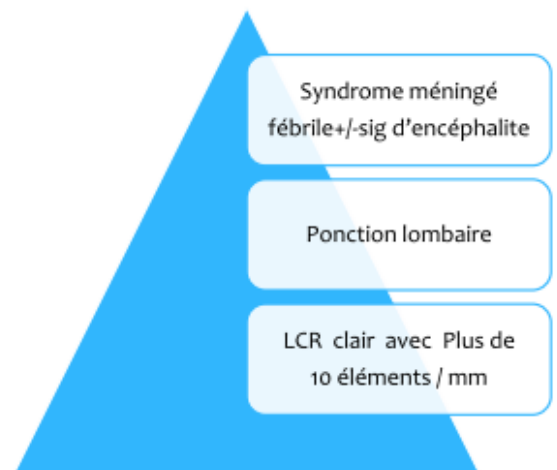 Syndrome méningé
fébrile+/-sig d'encéphalite
Ponction lombaire
LCR clair avec Plus de
10 éléments / mm